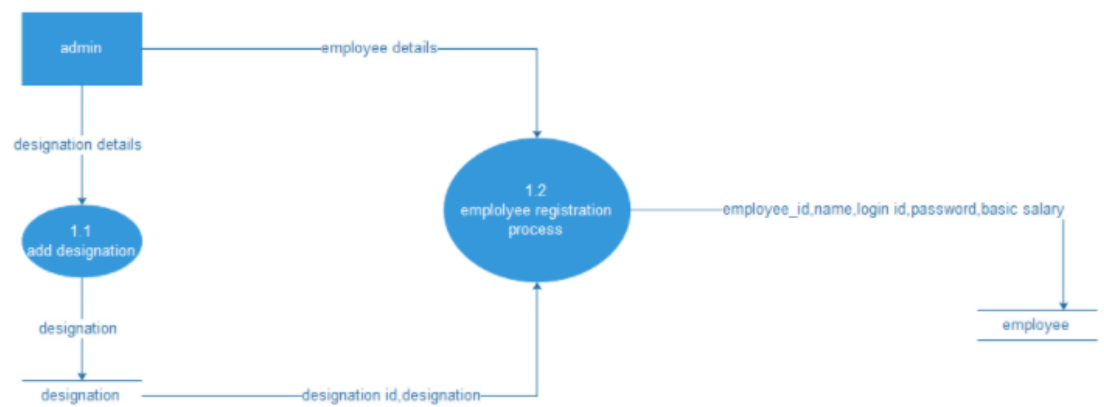 admin
employee details
designation details
1.2
emplolyee registration
process
employee_id,name,login id,password,basic salary
1.1
add designation
designation
employee
designation
designation id,designation